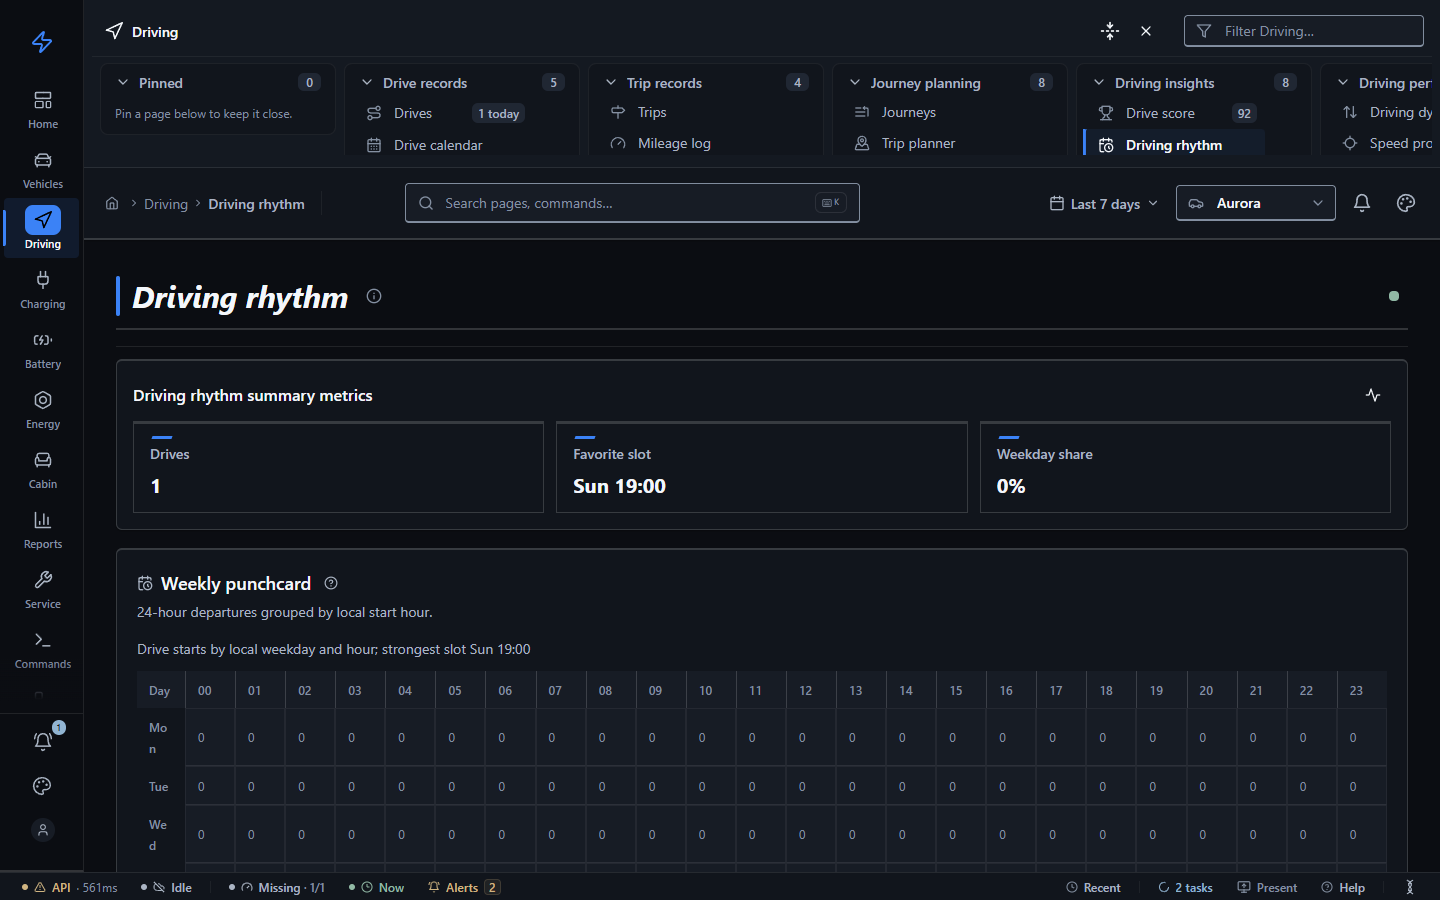 Driving
Filter Driving...
Pinned 0
Pin a page below to keep it close.
Drive records 5
Drives 1 today
Drive calendar
Trip records 4
Trips
Mileage log
Journey planning 8
Journeys
Trip planner
Driving insights 8
Drive score 92
Driving rhythm
Driving per
Driving dy
Speed pro
Home
Vehicles
Driving
Charging
Battery
Energy
Cabin
Reports
Service
Commands
1
Driving Driving rhythm
Search pages, commands... K
Last 7 days
Aurora
Driving rhythm
Driving rhythm summary metrics
Drives
1
Favorite slot
Sun 19:00
Weekday share
0%
Weekly punchcard
24-hour departures grouped by local start hour.
Drive starts by local weekday and hour; strongest slot Sun 19:00
Day 00 01 02 03 04 05 06 07 08 09 10 11 12 13 14 15 16 17 18 19 20 21 22 23
Mo
n 0 0 0 0 0 0 0 0 0 0 0 0 0 0 0 0 0 0 0 0 0 0 0 0
Tue 0 0 0 0 0 0 0 0 0 0 0 0 0 0 0 0 0 0 0 0 0 0 0 0
We
d 0 0 0 0 0 0 0 0 0 0 0 0 0 0 0 0 0 0 0 0 0 0 0 0
API · 561ms Idle Missing · 1/1 Now Alerts 2 Recent 2 tasks Present Help